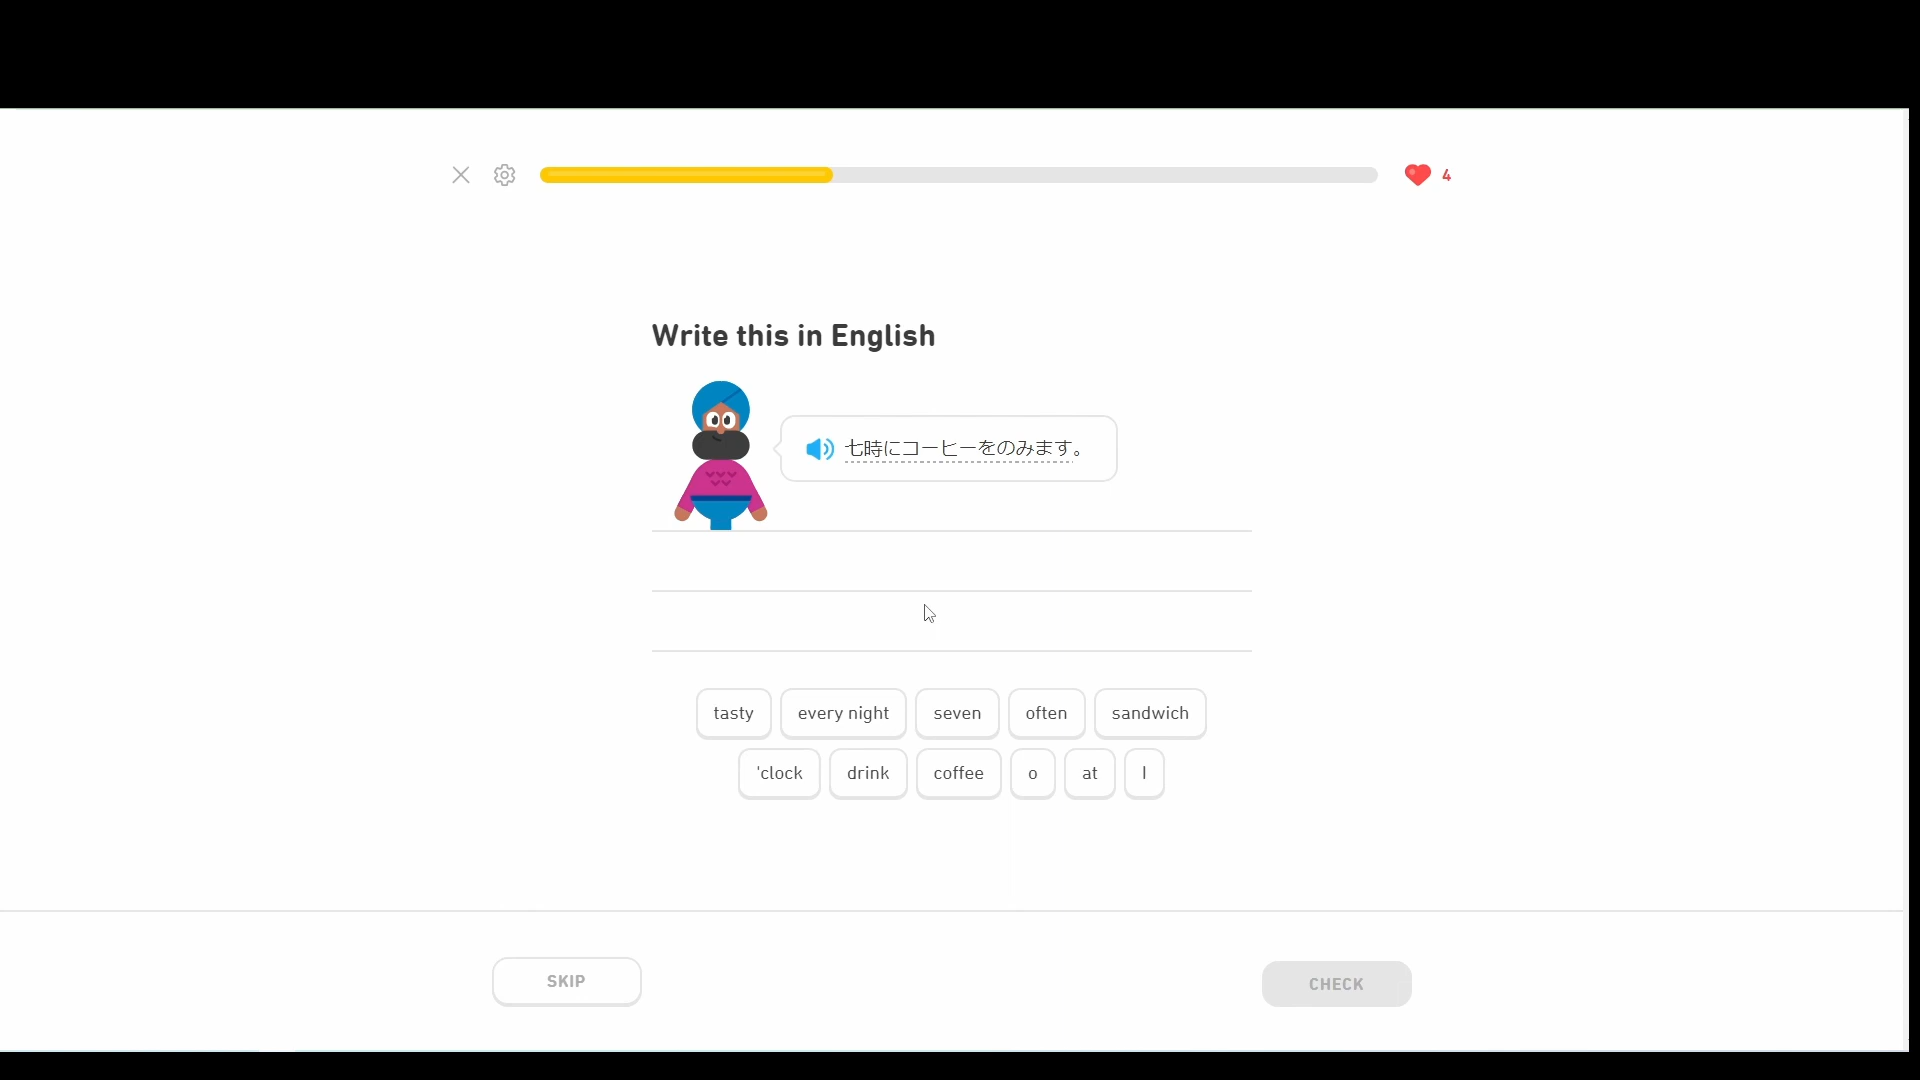 4
Write this in English
七時にコーヒーをのみます。
tasty every night seven often sandwich
'clock drink coffee o at I
SKIP CHECK